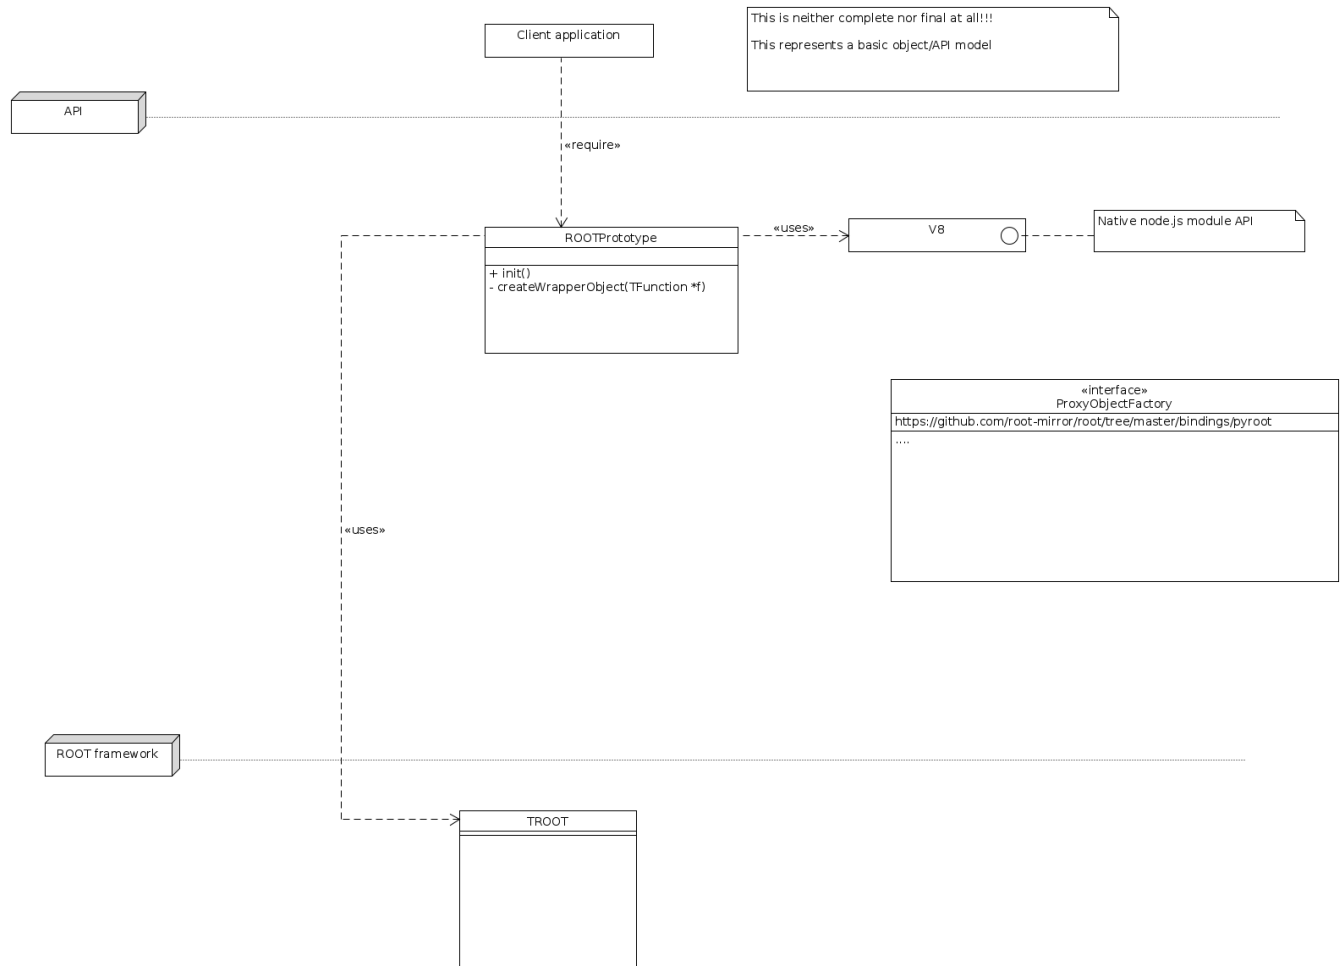 This is neither complete nor final at all!!!
This represents a basic object/API model
Client application
API
«require»
ROOTPrototype
+ init()
- createWrapperObject(TFunction *f)
«uses»
V8
Native node.js module API
«interface»
ProxyObjectFactory
https://github.com/root-mirror/root/tree/master/bindings/pyroot
....
«uses»
ROOT framework
TROOT